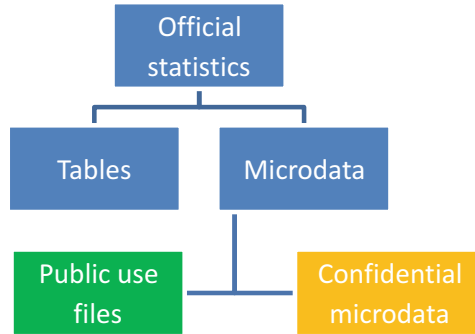 Official
statistics
Tables
Microdata
Public use
files
Confidential
microdata